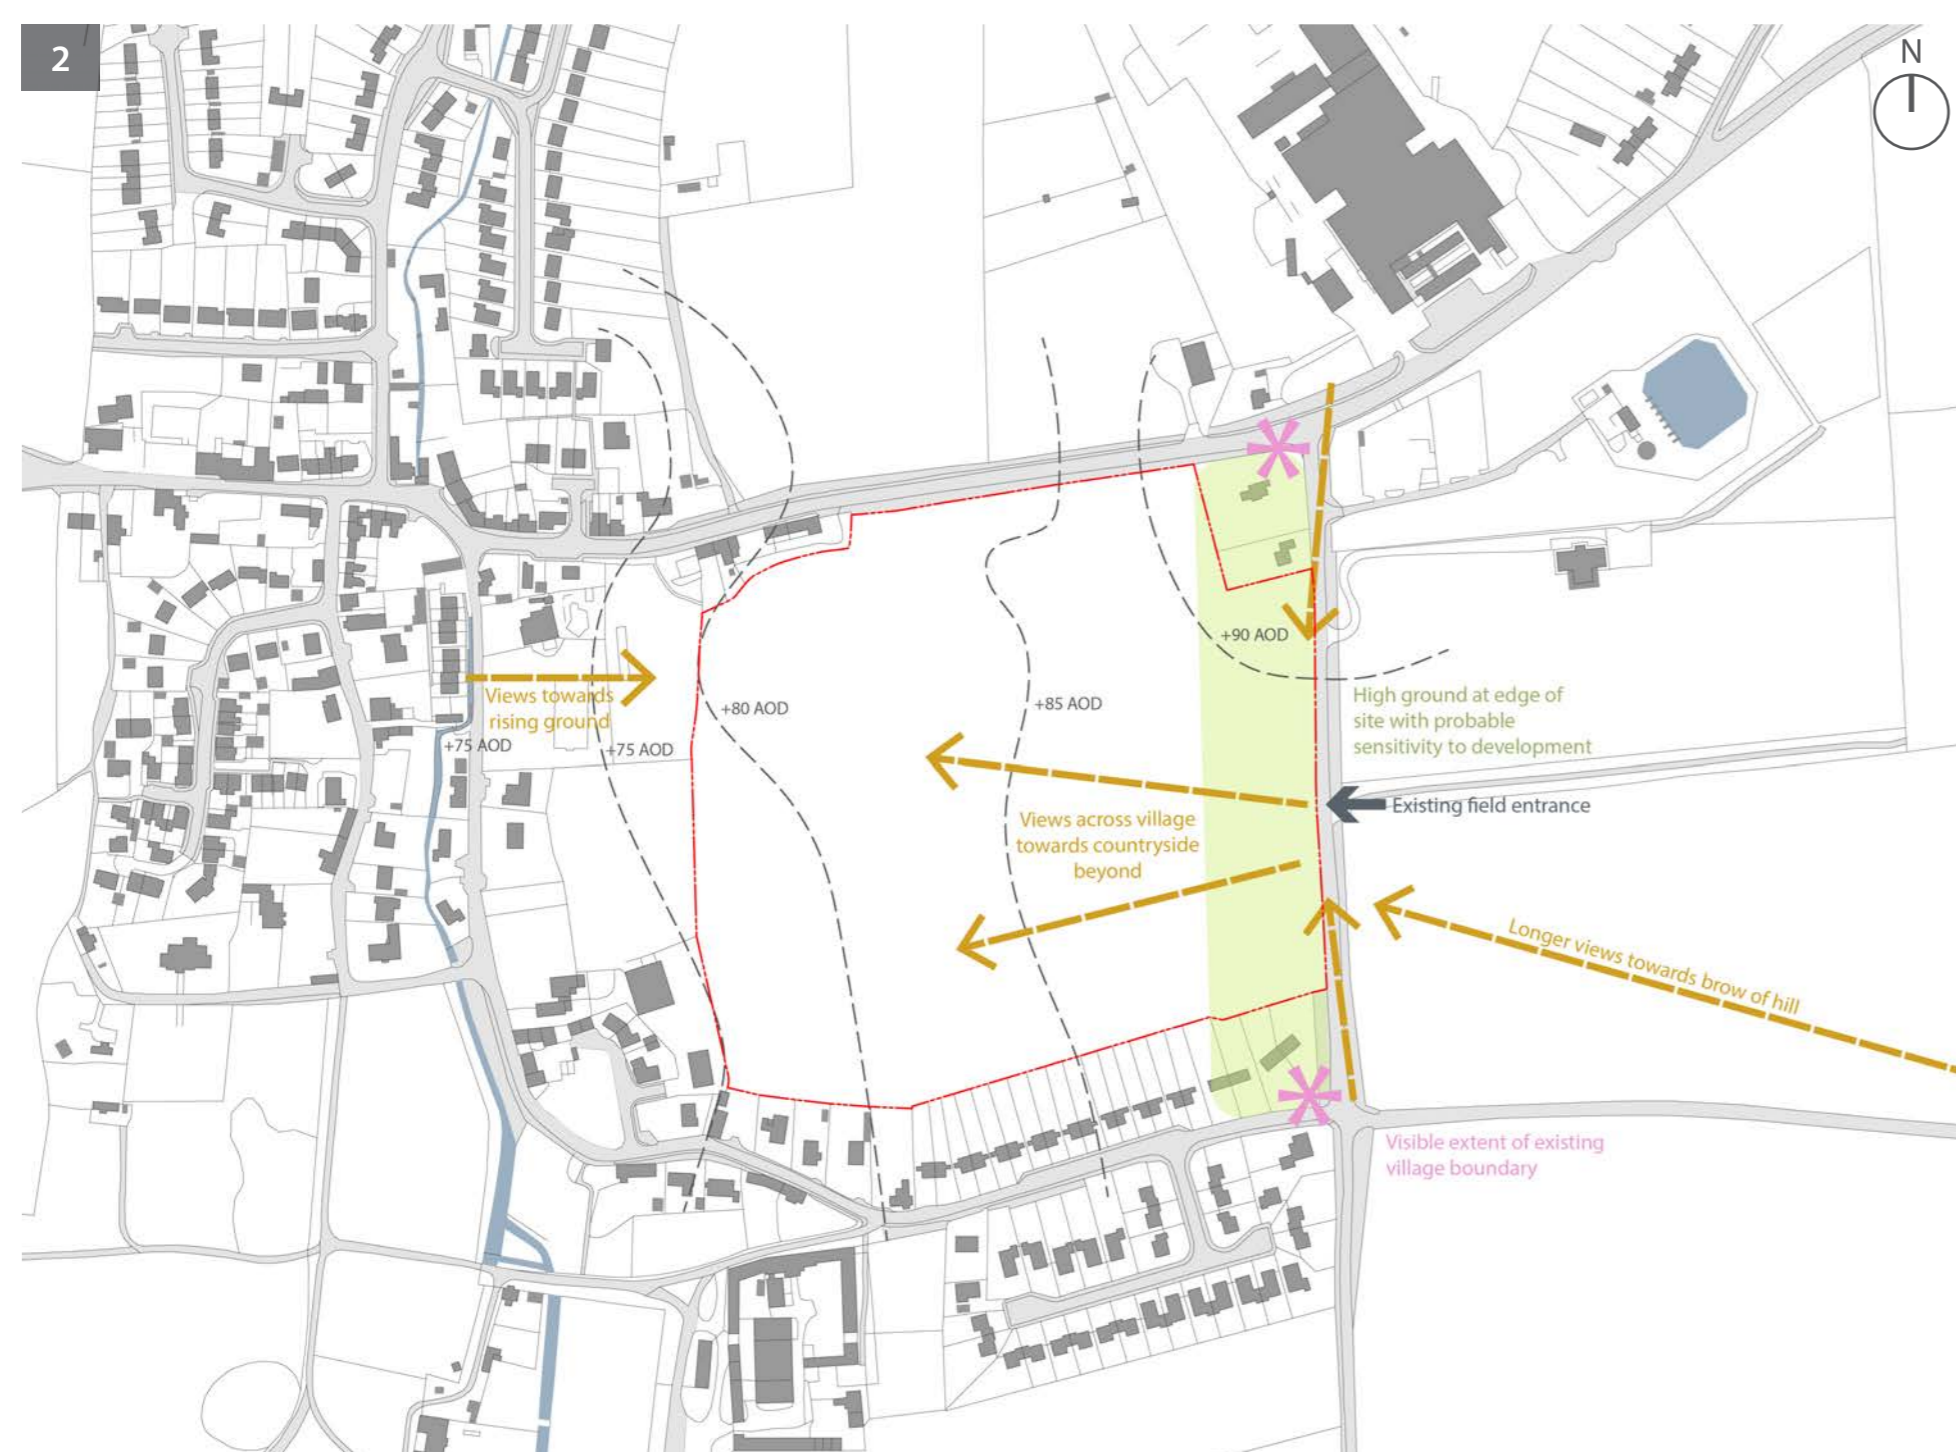 2
N
+90 AOD
Views towards
rising ground
+75 AOD
+75 AOD
+80 AOD
+85 AOD
High ground at edge of
site with probable
sensitivity to development
Existing field entrance
Views across village
towards countryside
beyond
Longer views towards brow of hill
Visible extent of existing
village boundary